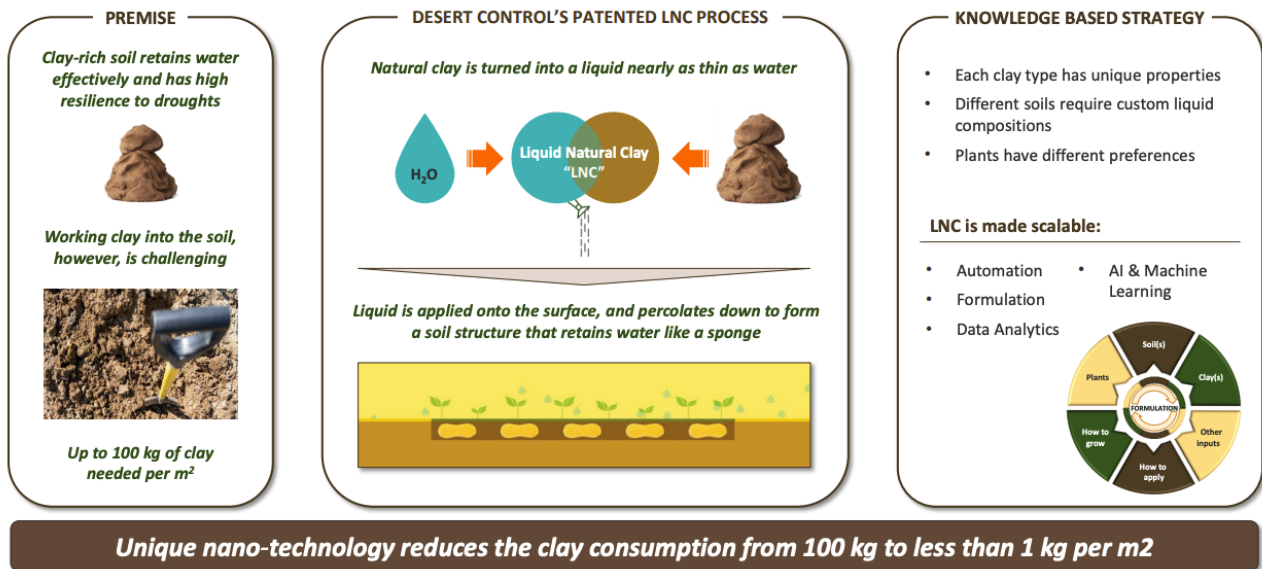 PREMISE
Clay-rich soil retains water
effectively and has high
resilience to droughts
Working clay into the soil,
however, is challenging
Up to 100 kg of clay
needed per m²
DESERT CONTROL'S PATENTED LNC PROCESS
Natural clay is turned into a liquid nearly as thin as water
H₂O
Liquid Natural Clay
"LNC"
Liquid is applied onto the surface, and percolates down to form
a soil structure that retains water like a sponge
KNOWLEDGE BASED STRATEGY
• Each clay type has unique properties
• Different soils require custom liquid
compositions
• Plants have different preferences
LNC is made scalable:
• Automation
• Formulation
• Data Analytics
• AI & Machine
Learning
Soil(s)
Clay(s)
Other
inputs
How to
apply
How to
grow
Plants
FORMULATION
Unique nano-technology reduces the clay consumption from 100 kg to less than 1 kg per m2